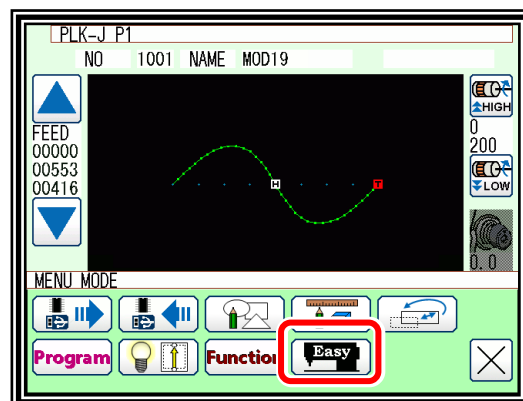 PLK-J P1
NO 1001 NAME MOD19
HIGH
FEED
00000
00553
00416
0
200
LOW
H
T
0.0
MENU MODE
Program
Function
Easy